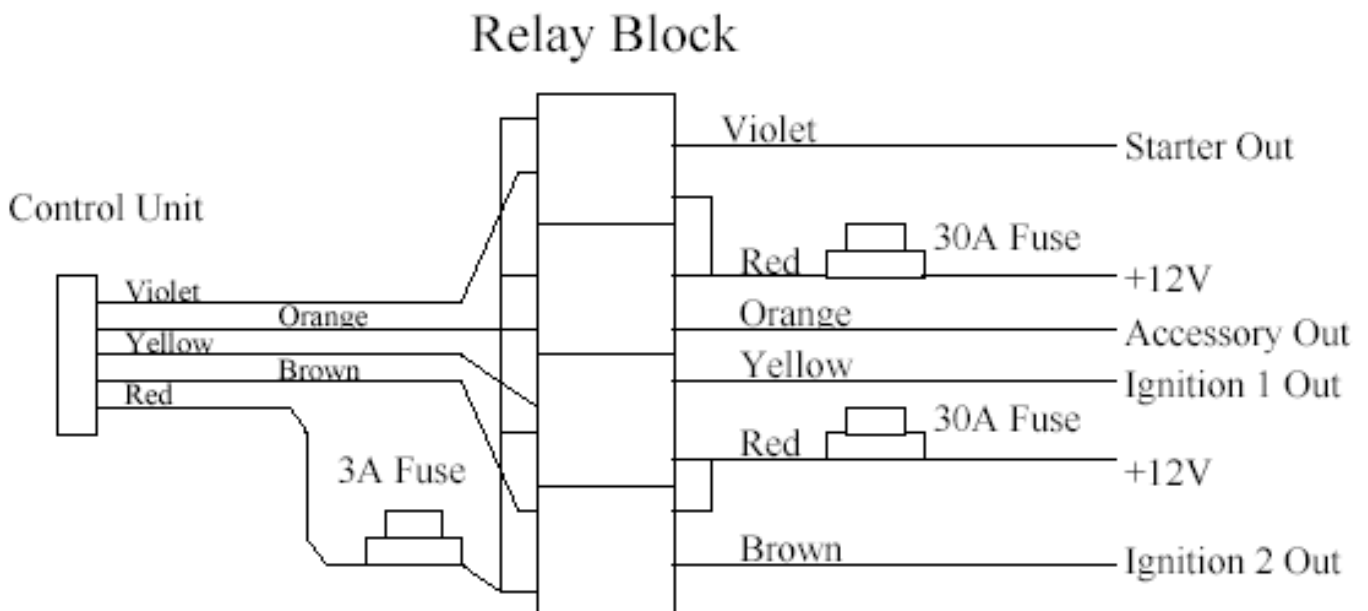 Relay Block
Violet
Starter Out
Control Unit
30A Fuse
Red
+12V
Violet
Orange
Orange
Accessory Out
Yellow
Yellow
Ignition 1 Out
Brown
Red
30A Fuse
Red
+12V
3A Fuse
Brown
Ignition 2 Out